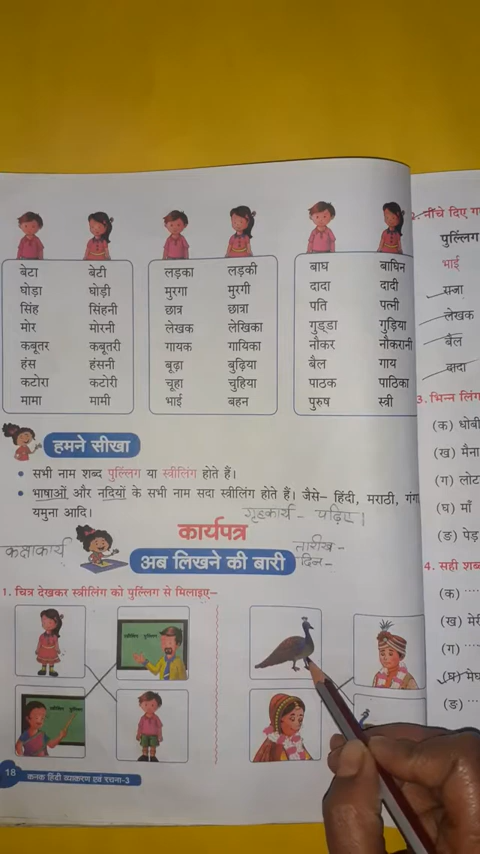 बेटा बेटी
घोड़ा घोड़ी
सिंह सिंहनी
मोर मोरनी
कबूतर कबूतरी
हंस हंसनी
कटोरा कटोरी
मामा मामी
लड़का लड़की
मुरगा मुरगी
छात्र छात्रा
लेखक लेखिका
गायक गायिका
बूढ़ा बुढ़िया
चूहा चुहिया
भाई बहन
बाघ बाघिन
दादा दादी
पति पत्नी
गुड्डा गुड़िया
नौकर नौकरानी
बैल गाय
पाठक पाठिका
पुरुष स्त्री
हमने सीखा
• सभी नाम शब्द पुल्लिंग या स्त्रीलिंग होते हैं।
• भाषाओं और नदियों के सभी नाम सदा स्त्रीलिंग होते हैं। जैसे– हिंदी, मराठी, गंगा
यमुना आदि।
गृहकार्य - पढ़िए।
कार्यपत्र
कक्षाकार्य
अब लिखने की बारी
तारीख -
दिन -
1. चित्र देखकर स्त्रीलिंग को पुल्लिंग से मिलाइए–
18
कनक हिंदी व्याकरण एवं रचना-3
2. नीचे दिए
पुल्लिंग
भाई
राजा
लेखक
बैल
दादा
3. भिन्न लिंग
(क) धोबी
(ख) मैना
(ग) लोट
(घ) माँ
(ङ) पेड़
4. सही शब्द
(क) ....
(ख) मेरी
(ग) ....
(घ) मेघ
(ङ) ...